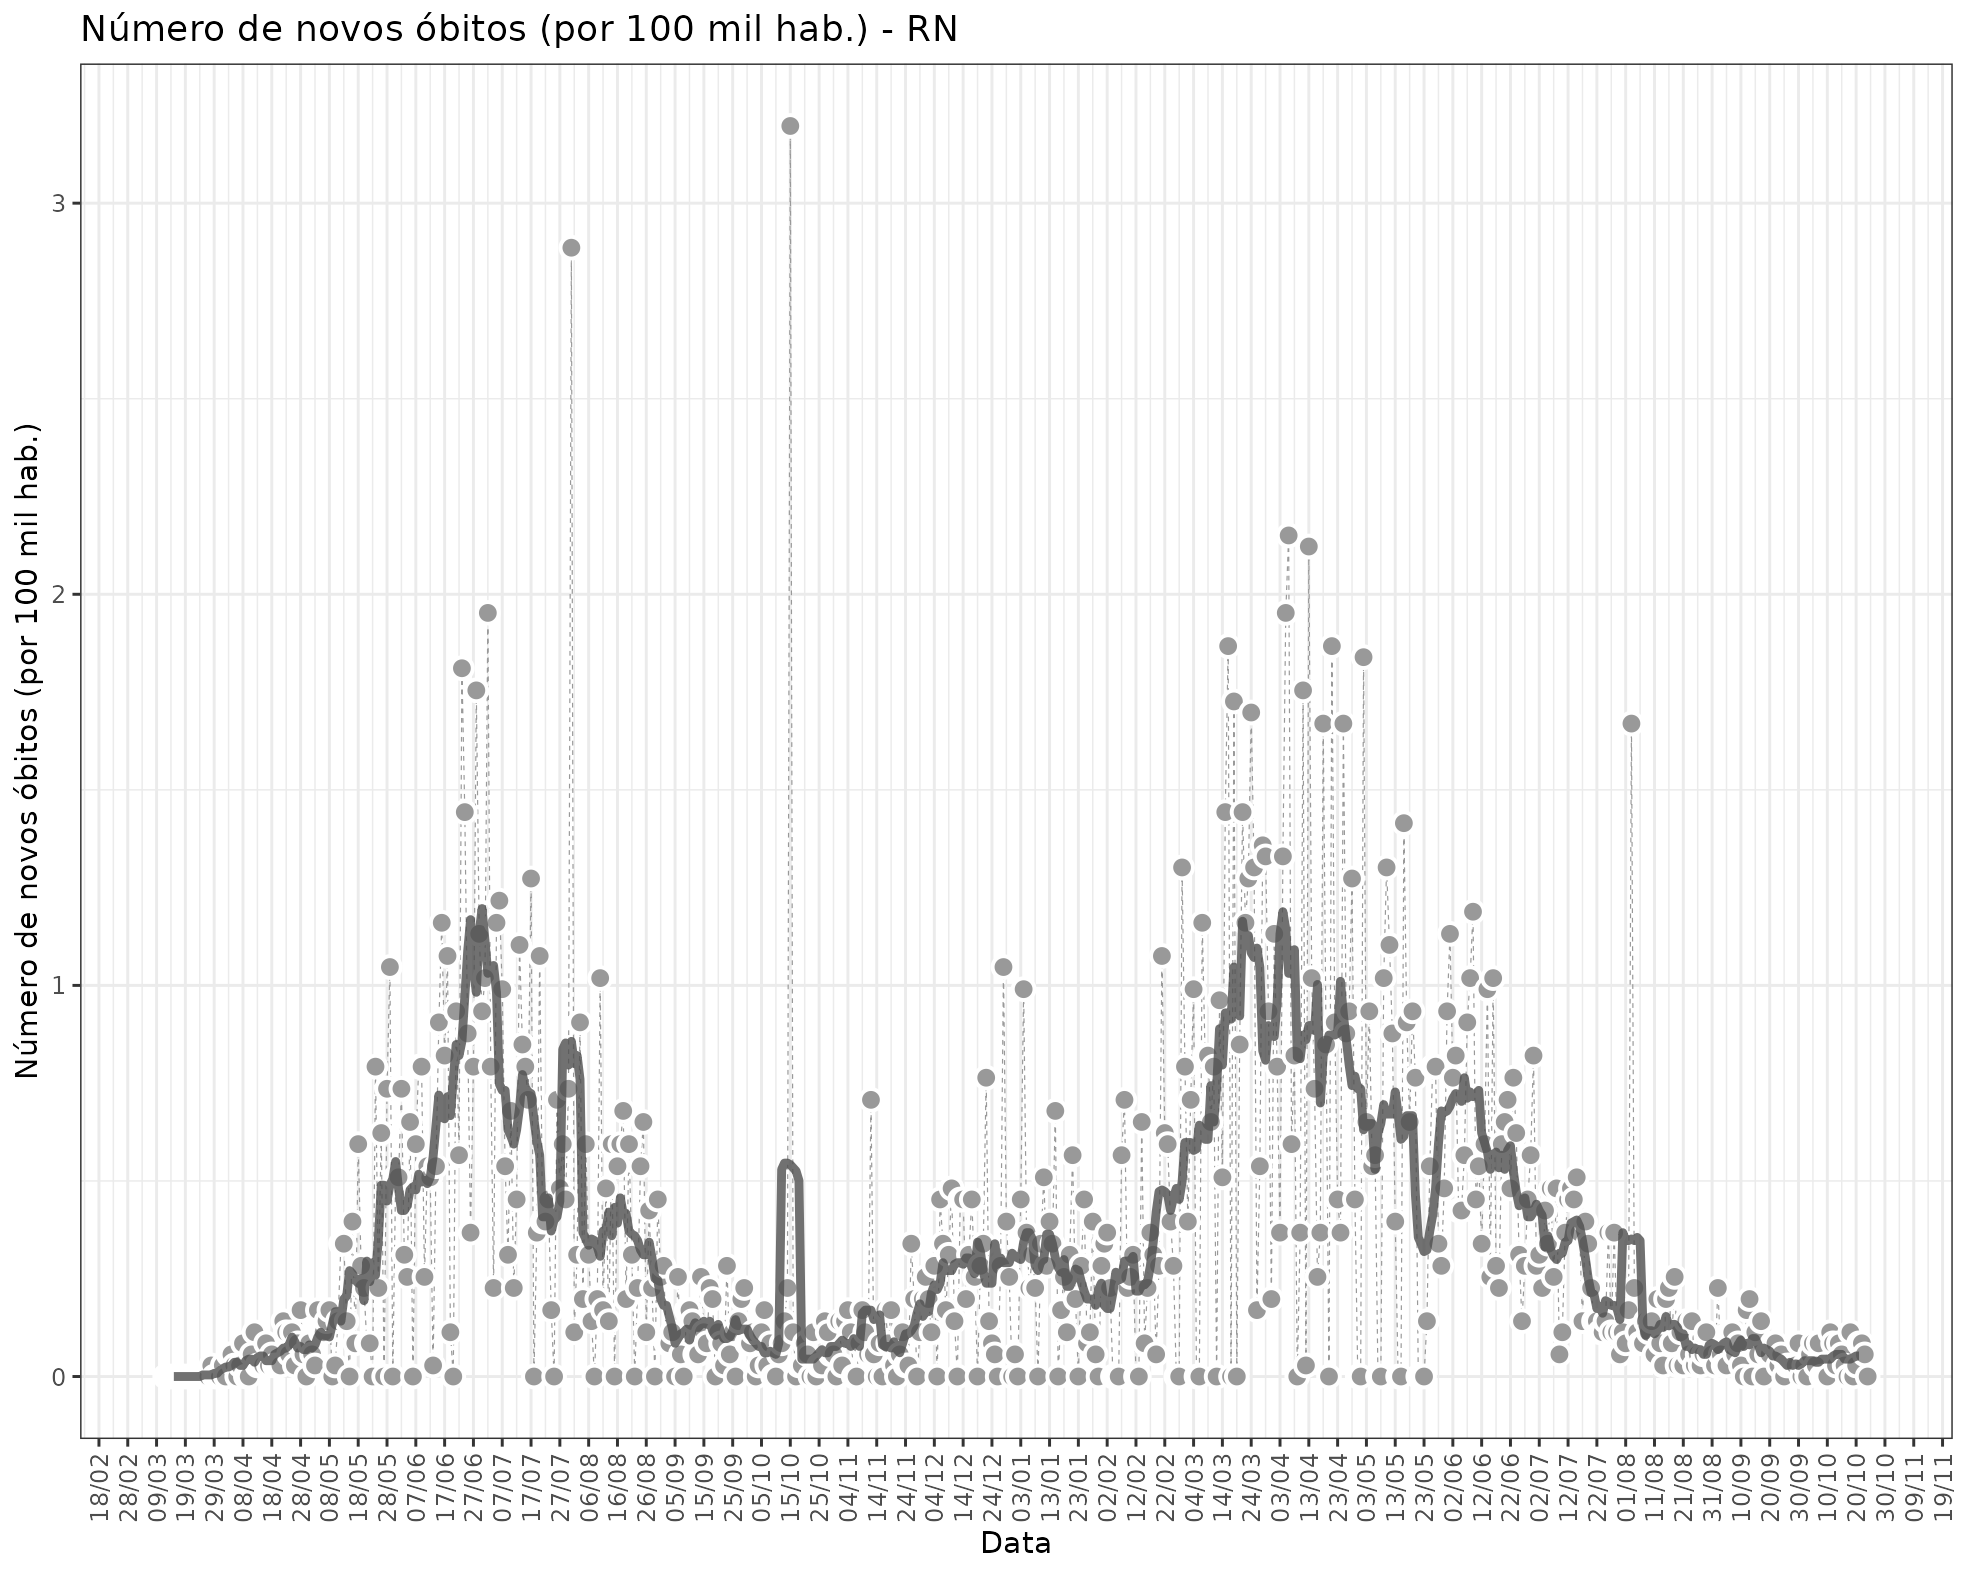 Número de novos óbitos (por 100 mil hab.) - RN
Número de novos óbitos (por 100 mil hab.)
3
2
1
0
18/02 28/02 09/03 19/03 29/03 08/04 18/04 28/04 08/05 18/05 28/05 07/06 17/06 27/06 07/07 17/07 27/07 06/08 16/08 26/08 05/09 15/09 25/09 05/10 15/10 25/10 04/11 14/11 24/11 04/12 14/12 24/12 03/01 13/01 23/01 02/02 12/02 22/02 04/03 14/03 24/03 03/04 13/04 23/04 03/05 13/05 23/05 02/06 12/06 22/06 02/07 12/07 22/07 01/08 11/08 21/08 31/08 10/09 20/09 30/09 10/10 20/10 30/10 09/11 19/11
Data